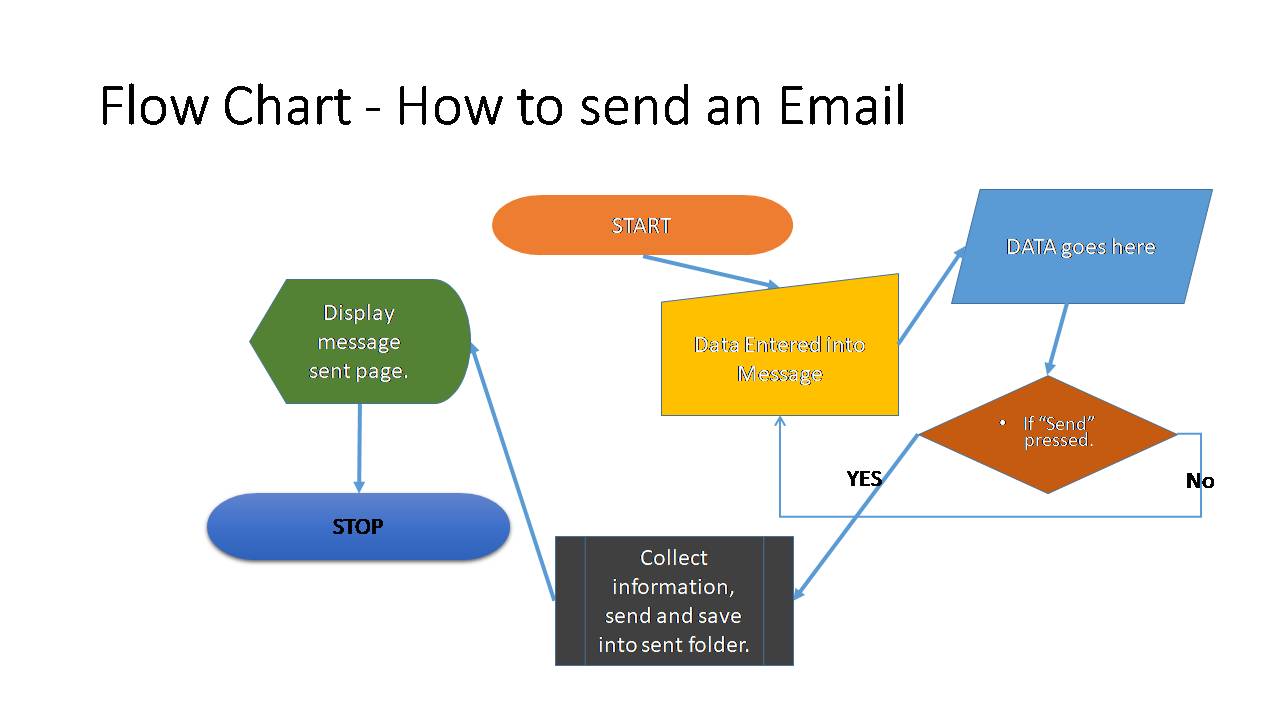 Flow Chart - How to send an Email
START
DATA goes here
Data Entered into
Message
• If “Send”
pressed.
YES
No
Collect
information,
send and save
into sent folder.
Display
message
sent page.
STOP